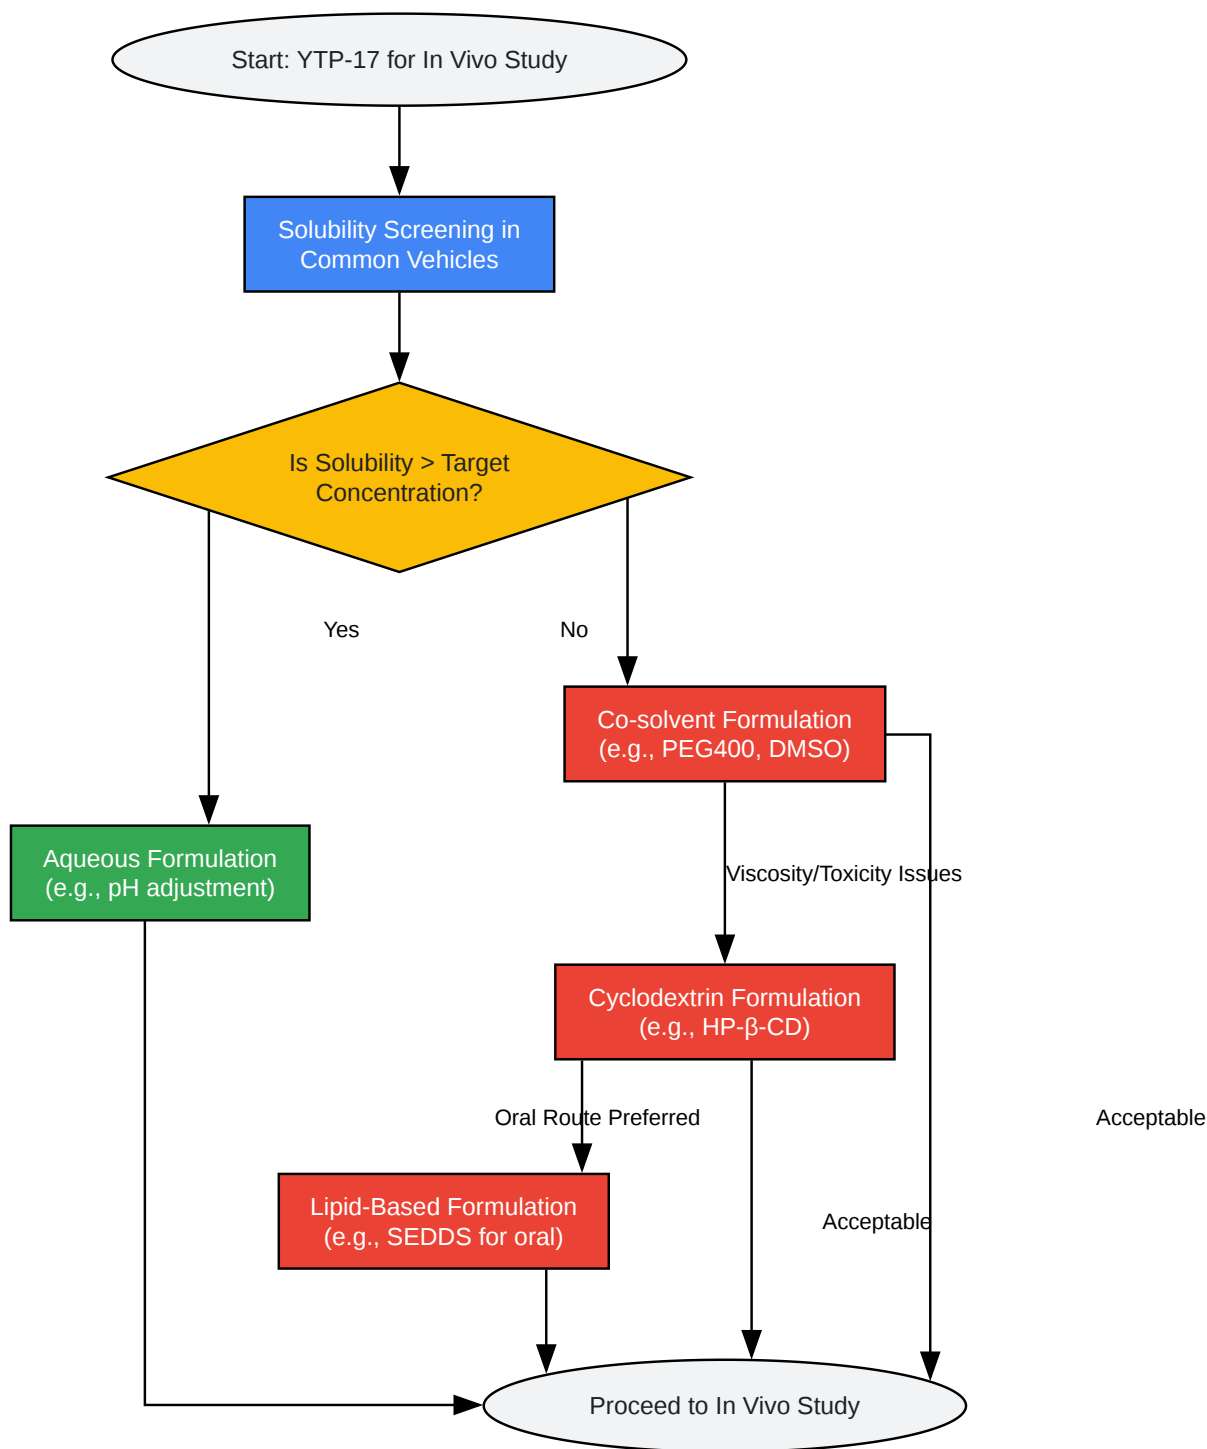 Start: YTP-17 for In Vivo Study
Solubility Screening in
Common Vehicles
Is Solubility > Target
Concentration?
Yes
No
Co-solvent Formulation
(e.g., PEG400, DMSO)
Aqueous Formulation
(e.g., pH adjustment)
Viscosity/Toxicity Issues
Cyclodextrin Formulation
(e.g., HP-β-CD)
Oral Route Preferred
Acceptable
Lipid-Based Formulation
(e.g., SEDDS for oral)
Acceptable
Proceed to In Vivo Study